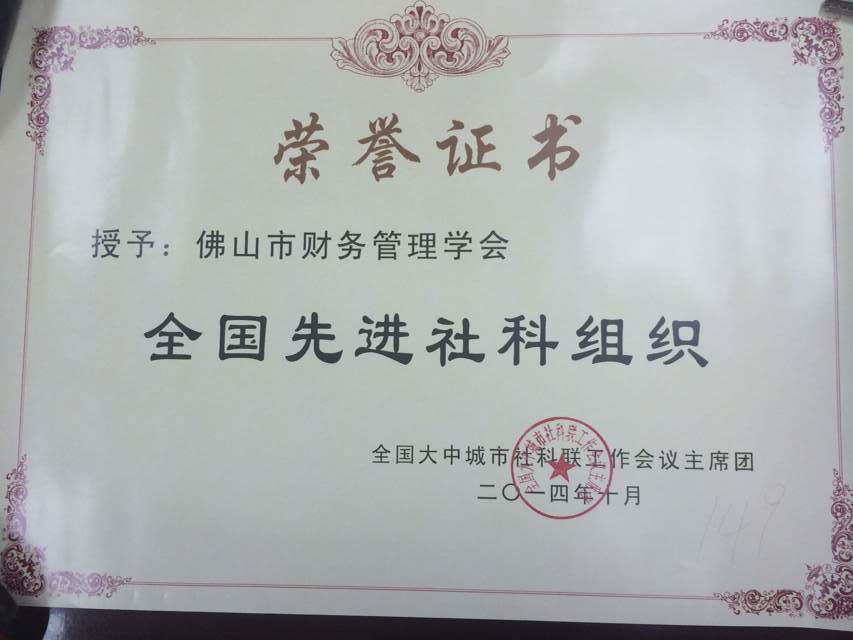 荣誉证书
授予：佛山市财务管理学会
全国先进社科组织
全国大中城市社科联工作会议主席团
二〇一四年十月
149